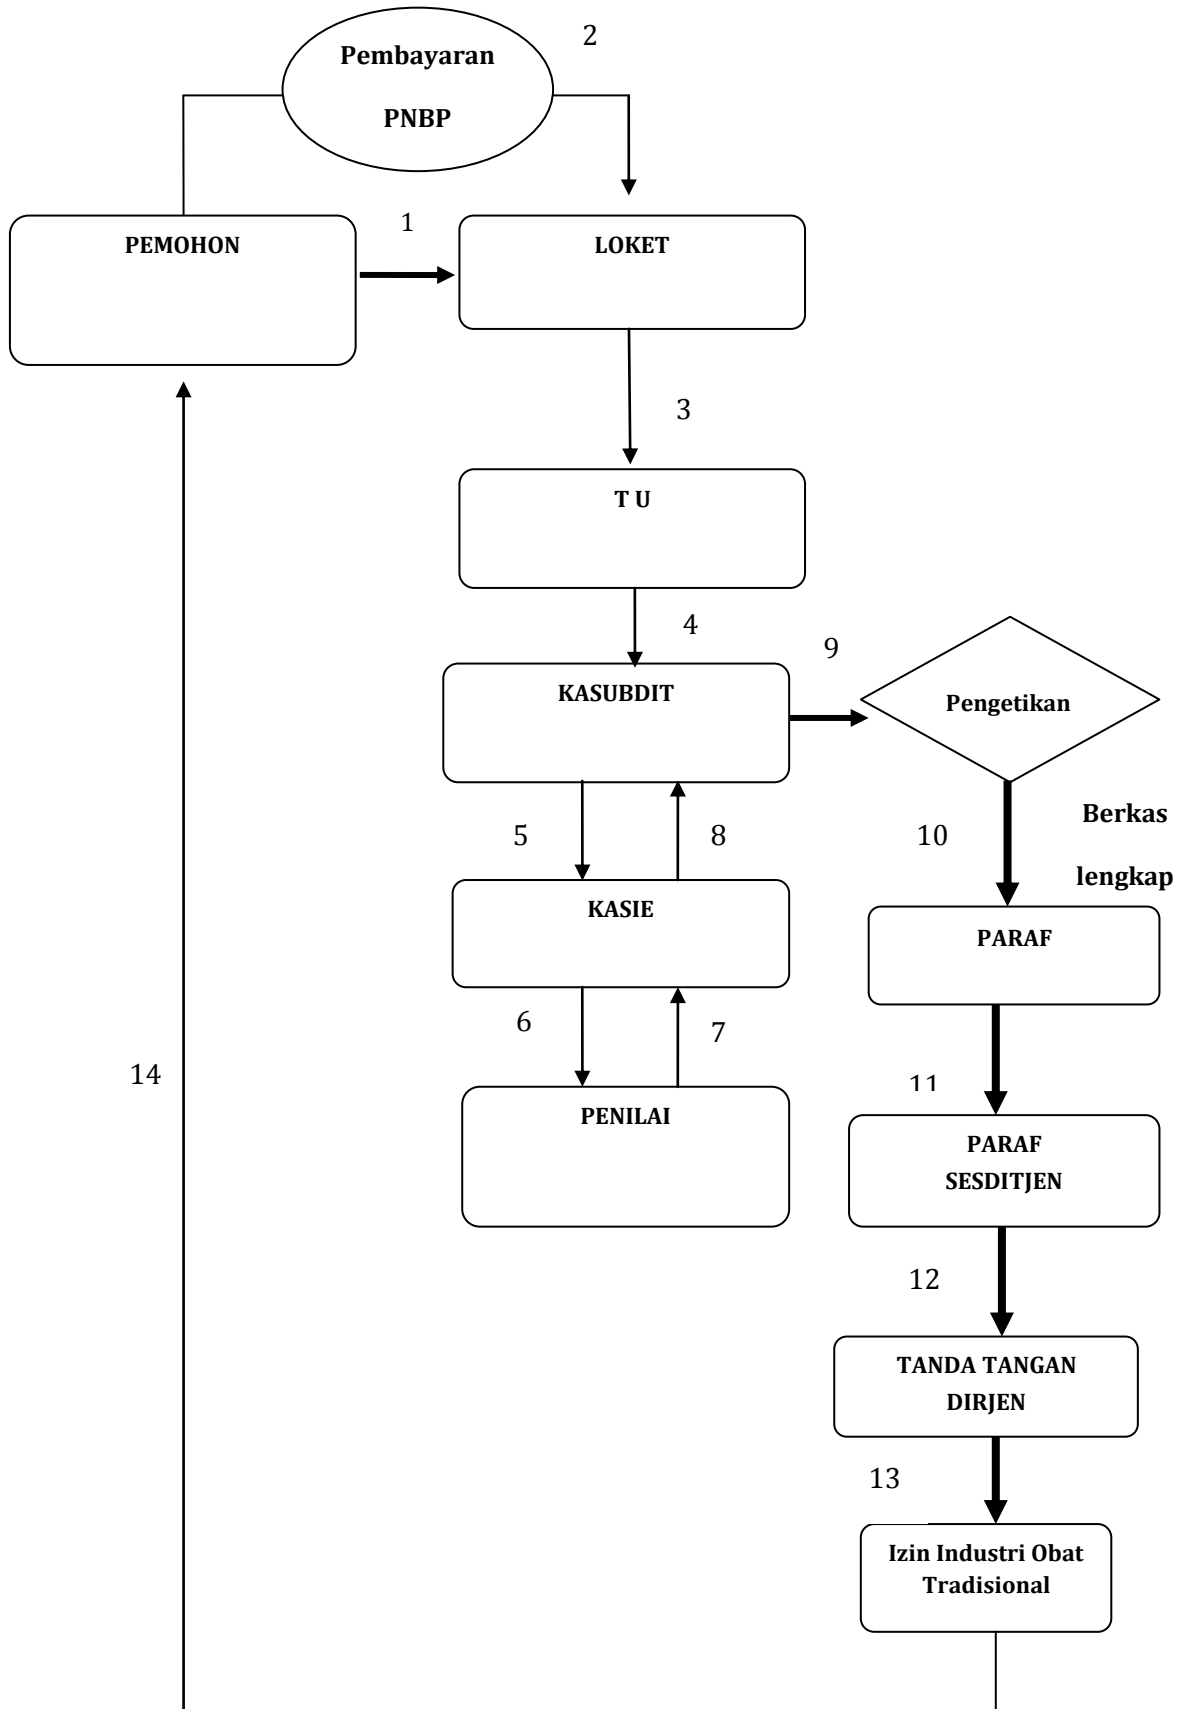 2
Pembayaran
PNBP
1
PEMOHON
LOKET
3
T U
4
9
KASUBDIT
Pengetikan
5
8
10
Berkas
lengkap
KASIE
PARAF
6
7
14
11
PENILAI
PARAF
SESDITJEN
12
TANDA TANGAN
DIRJEN
13
Izin Industri Obat
Tradisional